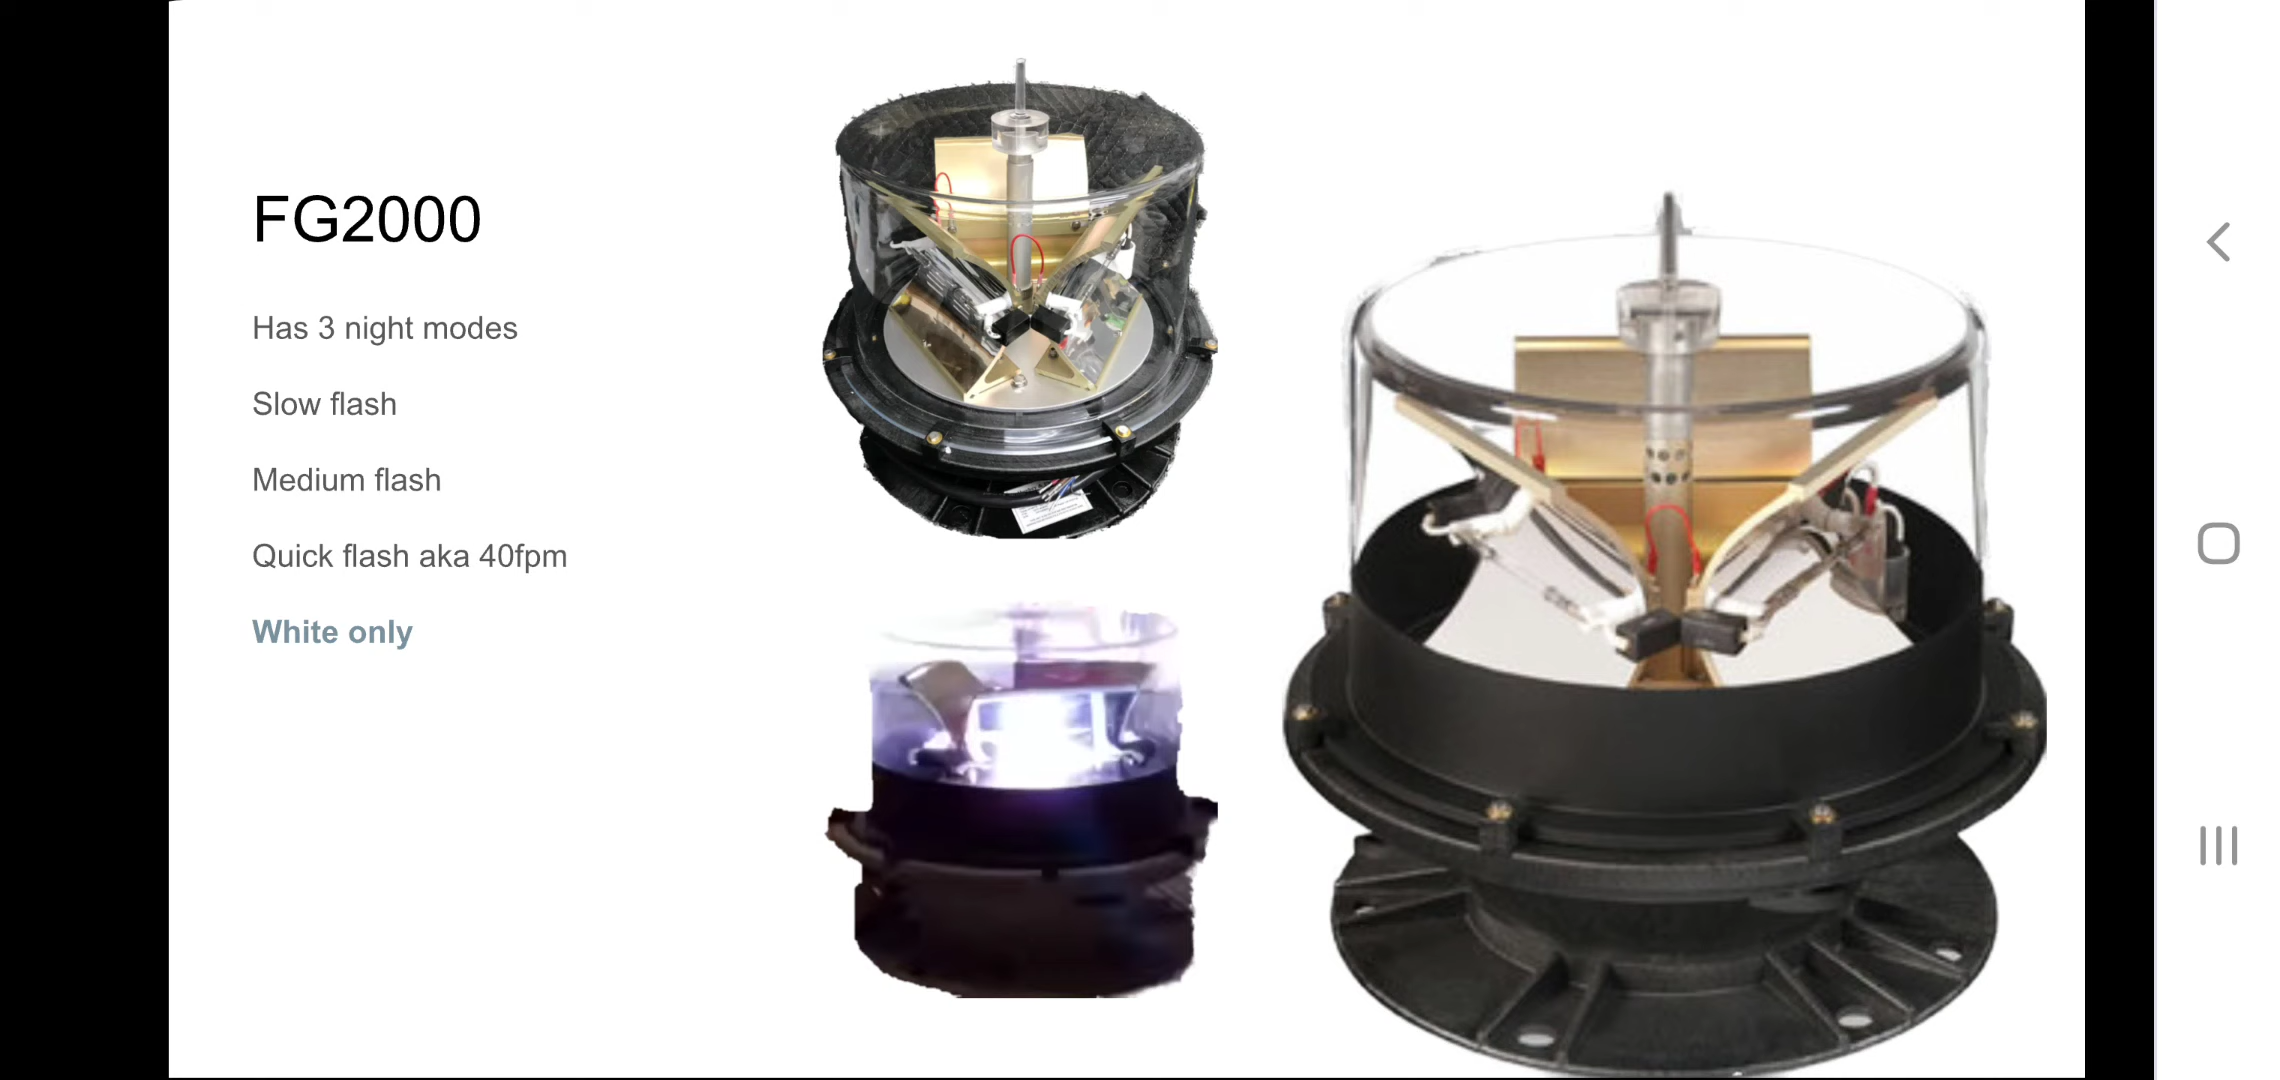 FG2000
Has 3 night modes
Slow flash
Medium flash
Quick flash aka 40fpm
White only